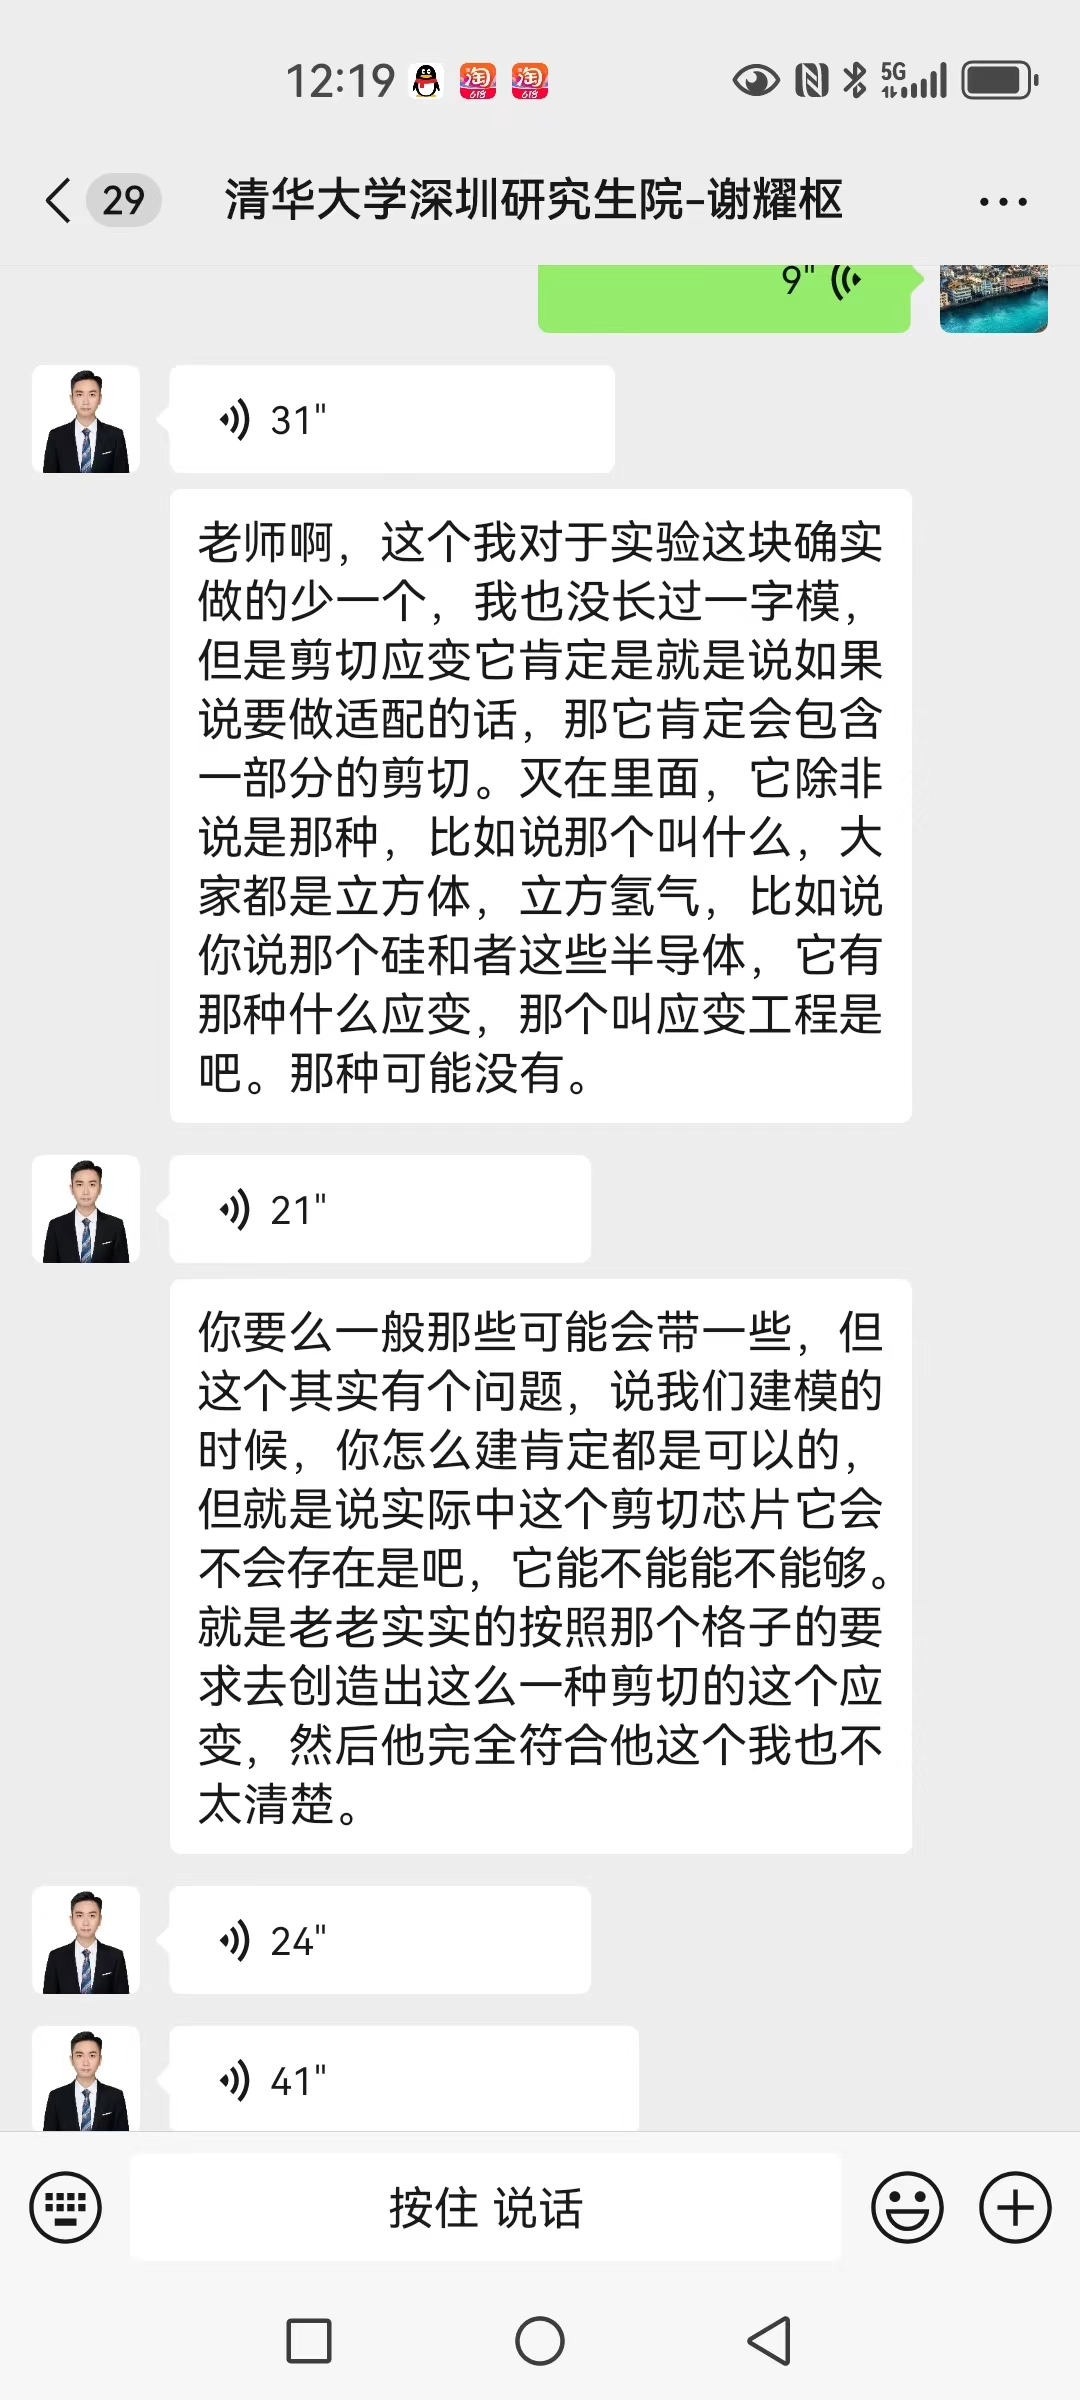 12:19
淘
618
淘
618
5G
29
清华大学深圳研究生院-谢耀枢
9"
31"
老师啊，这个我对于实验这块确实
做的少一个，我也没长过一字模，
但是剪切应变它肯定是就是说如果
说要做适配的话，那它肯定会包含
一部分的剪切。灭在里面，它除非
说是那种，比如说那个叫什么，大
家都是立方体，立方氢气，比如说
你说那个硅和者这些半导体，它有
那种什么应变，那个叫应变工程是
吧。那种可能没有。
21"
你要么一般那些可能会带一些，但
这个其实有个问题，说我们建模的
时候，你怎么建肯定都是可以的，
但就是说实际中这个剪切芯片它会
不会存在是吧，它能不能能不能够。
就是老老实实的按照那个格子的要
求去创造出这么一种剪切的这个应
变，然后他完全符合他这个我也不
太清楚。
24"
41"
按住 说话